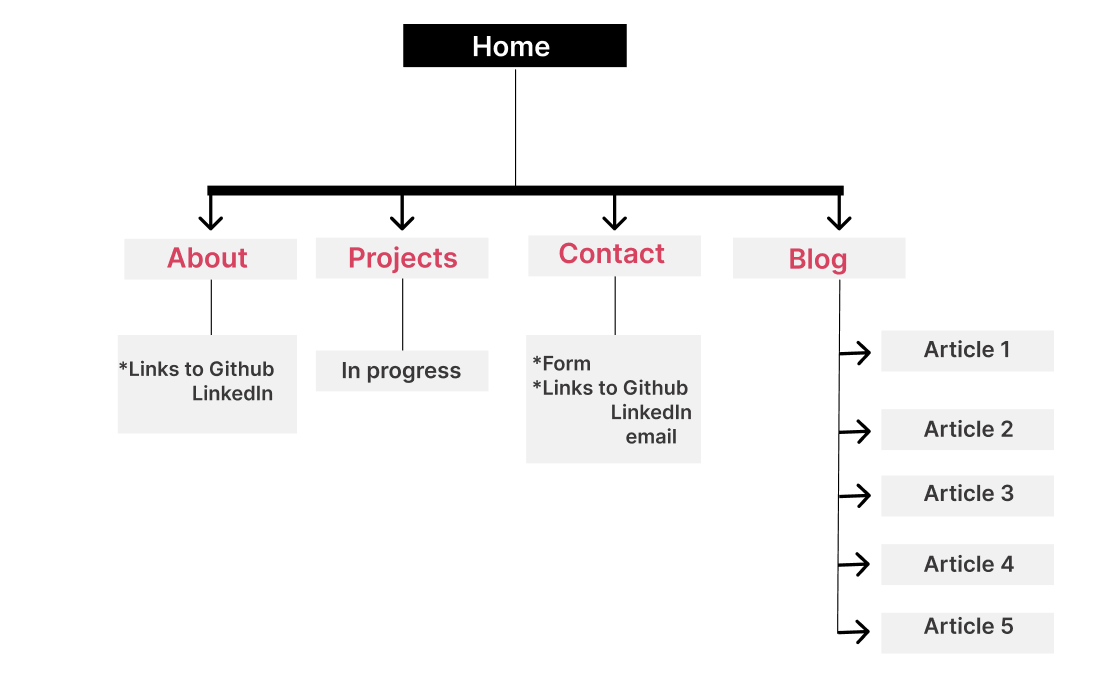 Home
About
Projects
Contact
Blog
*Links to Github
LinkedIn
In progress
*Form
*Links to Github
LinkedIn
email
Article 1
Article 2
Article 3
Article 4
Article 5